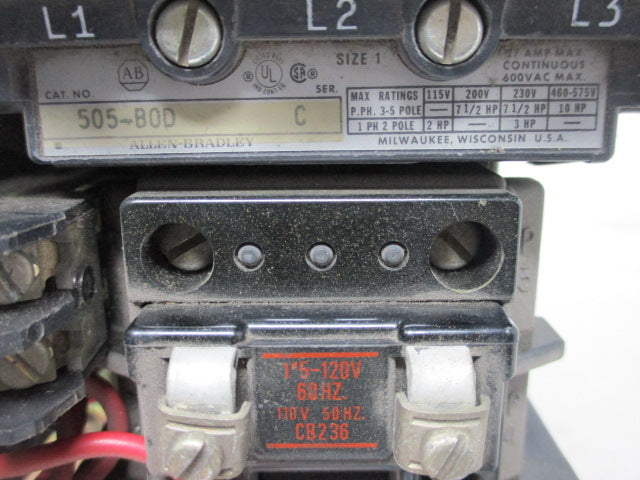 L1 L2 L3
AB UL SIZE 1 27 AMP MAX
CONTINUOUS
600VAC MAX.
CAT. NO. SER.
505-BOD C
ALLEN-BRADLEY
MAX RATINGS 115V 200V 230V 460-575V
P.PH. 3-5 POLE — 7 1/2 HP 7 1/2 HP 10 HP
1 PH 2 POLE 2 HP — 3 HP —
MILWAUKEE, WISCONSIN U.S.A.
115-120V
60HZ.
110V 50HZ.
CB236